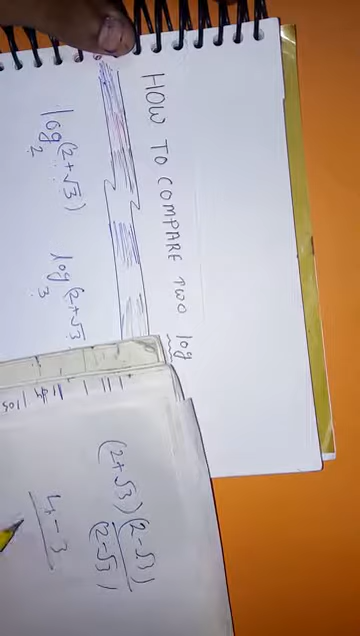 HOW TO COMPARE TWO log
log₂(2+√3) log₃(2+√3
(2+√3) (2-√3)
(2-√3)
4-3